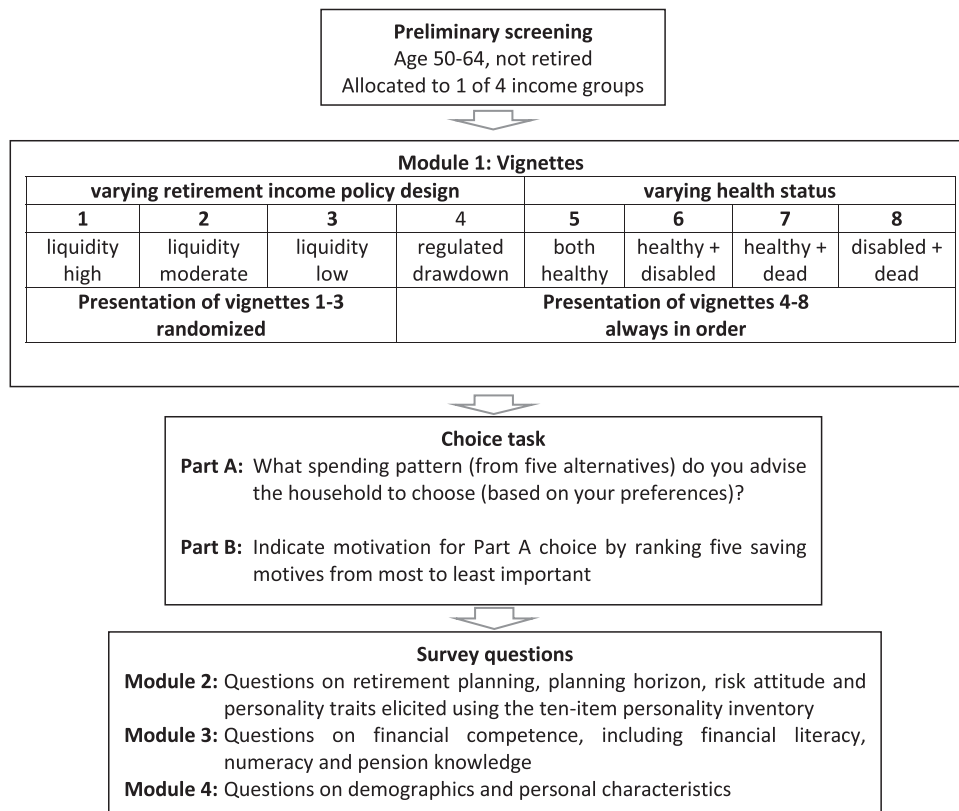 Preliminary screening
Age 50-64, not retired
Allocated to 1 of 4 income groups
Module 1: Vignettes
varying retirement income policy design varying health status
1 2 3 4 5 6 7 8
liquidity liquidity liquidity regulated both healthy + healthy + disabled +
high moderate low drawdown healthy disabled dead dead
Presentation of vignettes 1-3 Presentation of vignettes 4-8
randomized always in order
Choice task
Part A: What spending pattern (from five alternatives) do you advise
the household to choose (based on your preferences)?
Part B: Indicate motivation for Part A choice by ranking five saving
motives from most to least important
Survey questions
Module 2: Questions on retirement planning, planning horizon, risk attitude and
personality traits elicited using the ten-item personality inventory
Module 3: Questions on financial competence, including financial literacy,
numeracy and pension knowledge
Module 4: Questions on demographics and personal characteristics